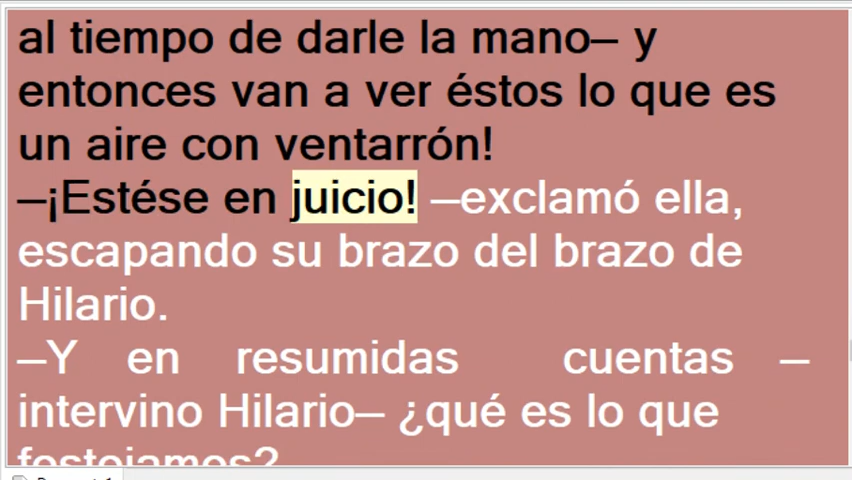 al tiempo de darle la mano— y
entonces van a ver éstos lo que es
un aire con ventarrón!
—¡Estése en juicio! —exclamó ella,
escapando su brazo del brazo de
Hilario.
—Y en resumidas cuentas —
intervino Hilario— ¿qué es lo que
festejamos?